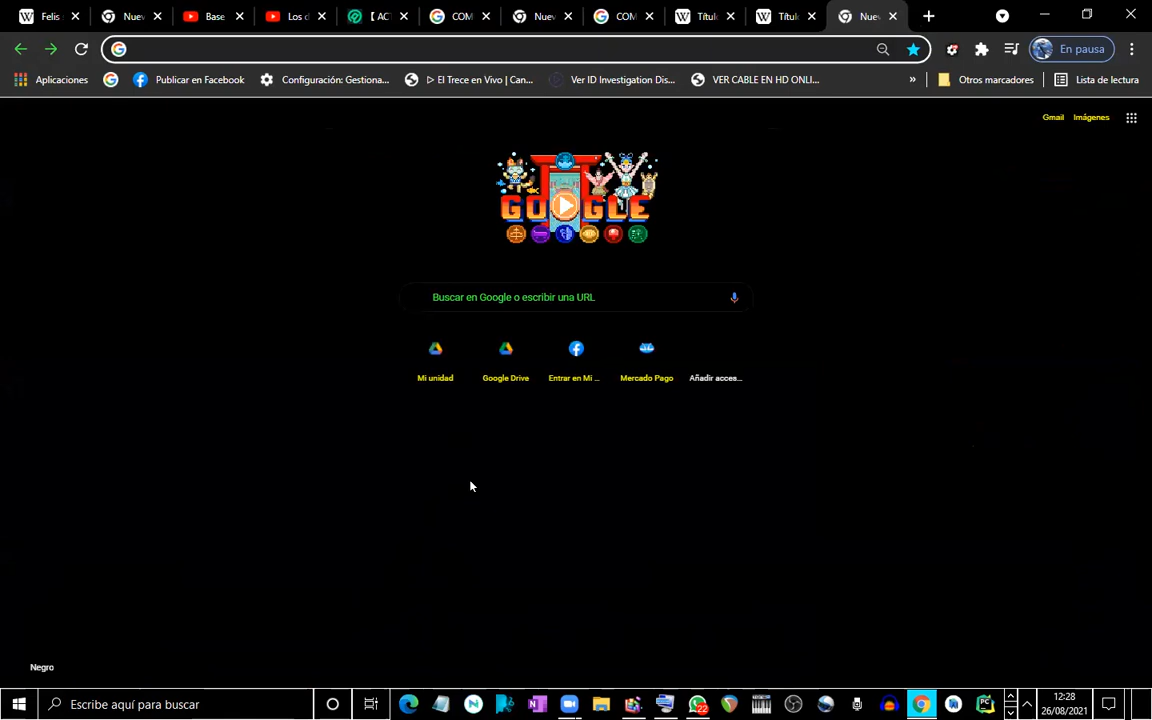 Felis
Nuev
Base
Los d
【 AC
COM
Nuev
COM
Títul
Títul
Nuev
En pausa
Aplicaciones
Publicar en Facebook
Configuración: Gestiona...
▷ El Trece en Vivo | Can...
Ver ID Investigation Dis...
VER CABLE EN HD ONLI...
»
Otros marcadores
Lista de lectura
Gmail
Imágenes
GOOGLE
Buscar en Google o escribir una URL
Mi unidad
Google Drive
Entrar en Mi ...
Mercado Pago
Añadir acces...
Negro
Escribe aquí para buscar
22
12:28
26/08/2021